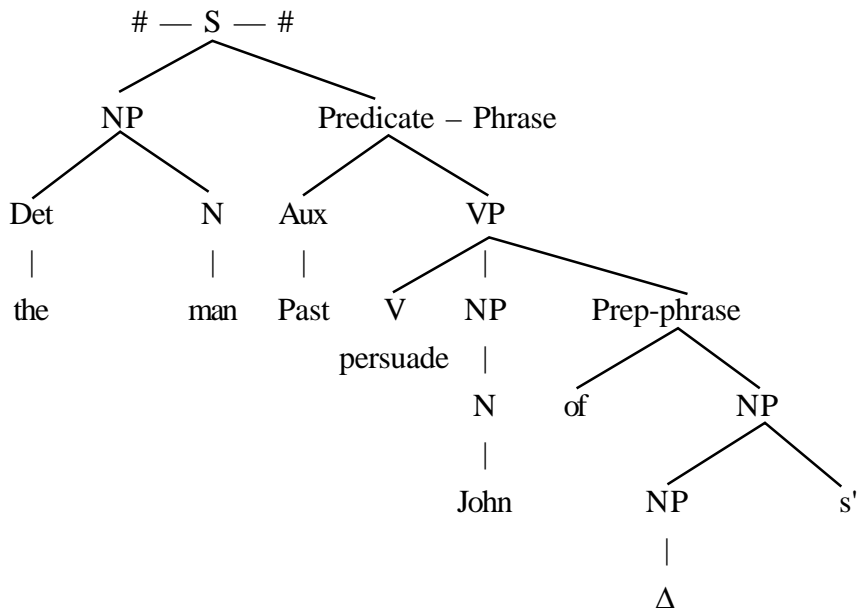 # — S — #
NP Predicate – Phrase
Det N Aux VP
| | | |
the man Past V NP Prep-phrase
persuade |
N of NP
|
John NP s'
|
Δ